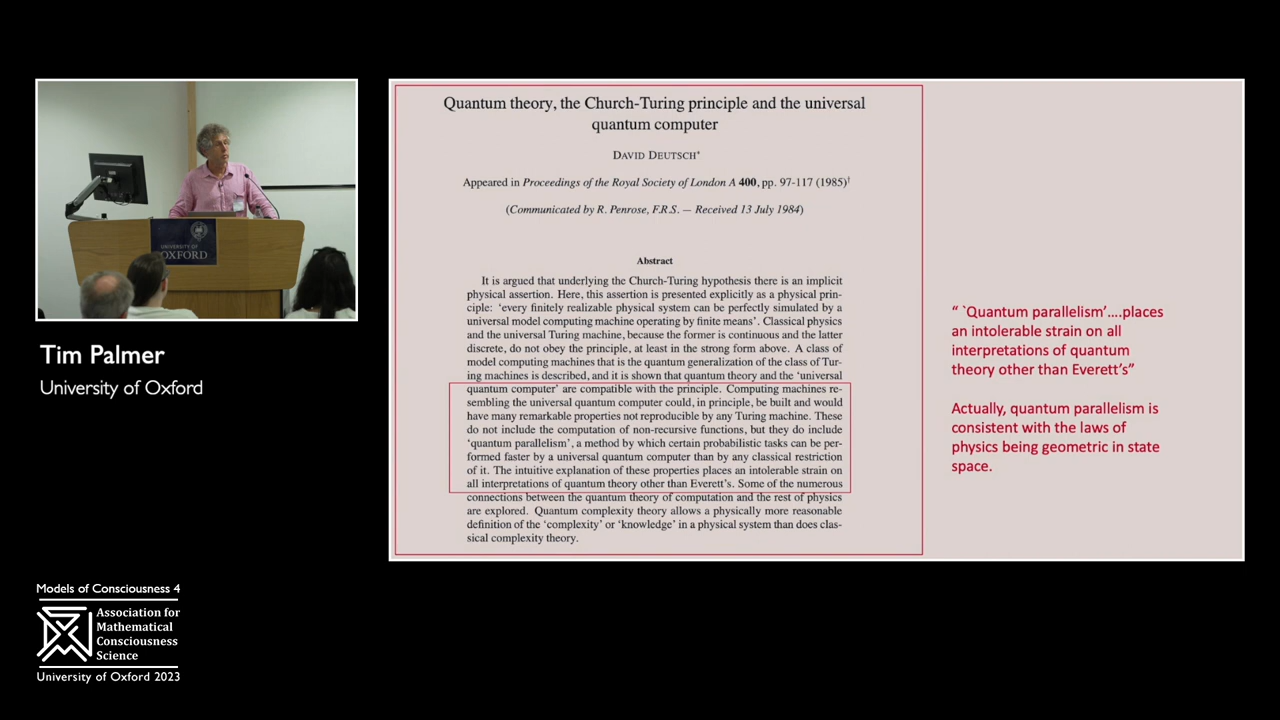 UNIVERSITY OF
OXFORD
Tim Palmer
University of Oxford
Models of Consciousness 4
Association for
Mathematical
Consciousness
Science
University of Oxford 2023
Quantum theory, the Church-Turing principle and the universal
quantum computer
DAVID DEUTSCH*
Appeared in Proceedings of the Royal Society of London A 400, pp. 97-117 (1985)†
(Communicated by R. Penrose, F.R.S. — Received 13 July 1984)
Abstract
It is argued that underlying the Church-Turing hypothesis there is an implicit
physical assertion. Here, this assertion is presented explicitly as a physical prin-
ciple: ‘every finitely realizable physical system can be perfectly simulated by a
universal model computing machine operating by finite means’. Classical physics
and the universal Turing machine, because the former is continuous and the latter
discrete, do not obey the principle, at least in the strong form above. A class of
model computing machines that is the quantum generalization of the class of Tur-
ing machines is described, and it is shown that quantum theory and the ‘universal
quantum computer’ are compatible with the principle. Computing machines re-
sembling the universal quantum computer could, in principle, be built and would
have many remarkable properties not reproducible by any Turing machine. These
do not include the computation of non-recursive functions, but they do include
‘quantum parallelism’, a method by which certain probabilistic tasks can be per-
formed faster by a universal quantum computer than by any classical restriction
of it. The intuitive explanation of these properties places an intolerable strain on
all interpretations of quantum theory other than Everett’s. Some of the numerous
connections between the quantum theory of computation and the rest of physics
are explored. Quantum complexity theory allows a physically more reasonable
definition of the ‘complexity’ or ‘knowledge’ in a physical system than does clas-
sical complexity theory.
“ `Quantum parallelism’....places
an intolerable strain on all
interpretations of quantum
theory other than Everett’s”
Actually, quantum parallelism is
consistent with the laws of
physics being geometric in state
space.